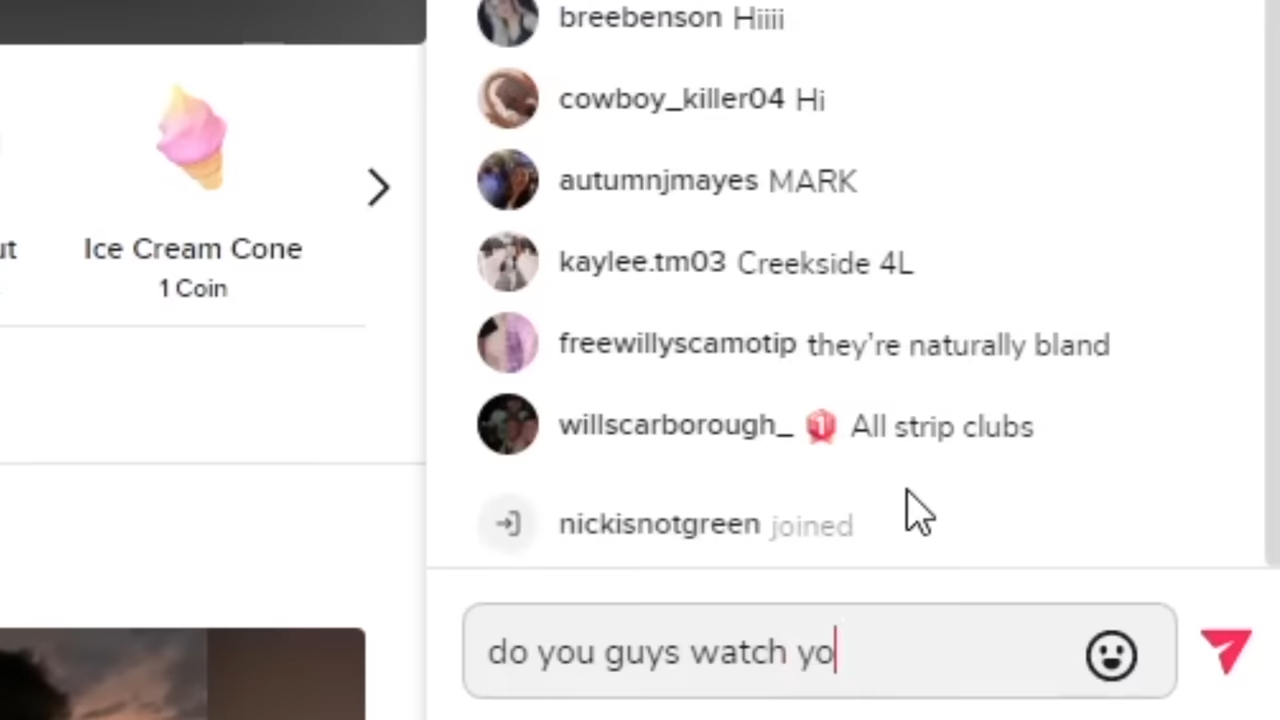 breebenson Hiiii
cowboy_killer04 Hi
autumnjmayes MARK
kaylee.tm03 Creekside 4L
freewillyscamotip they're naturally bland
willscarborough_ 1 All strip clubs
nickisnotgreen joined
do you guys watch yo
ut
Ice Cream Cone
1 Coin